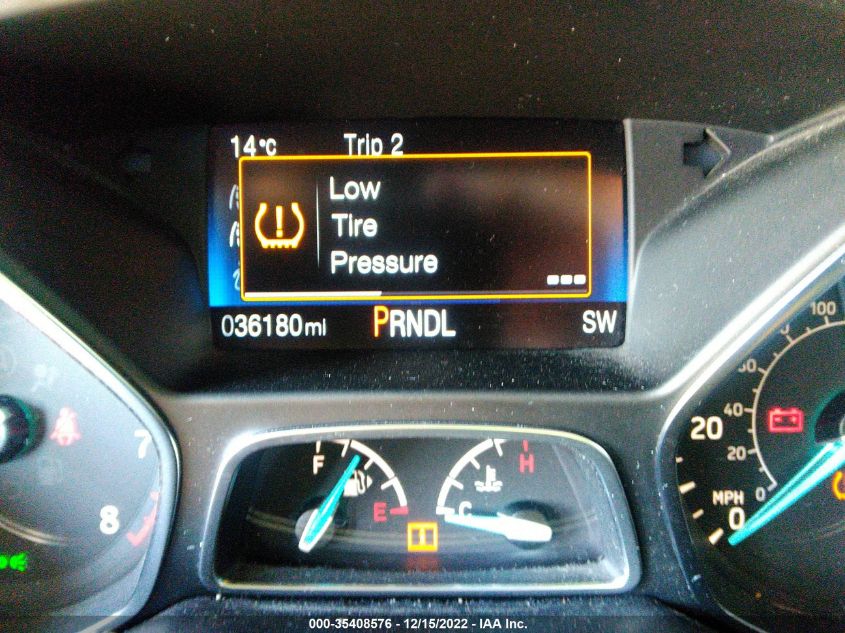 14°C Trip 2
Low
Tire
Pressure
036180mi PRNDL SW
7
8
F
E
H
C
100
40
20
0
20
MPH
0
000-35408576 - 12/15/2022 - IAA Inc.